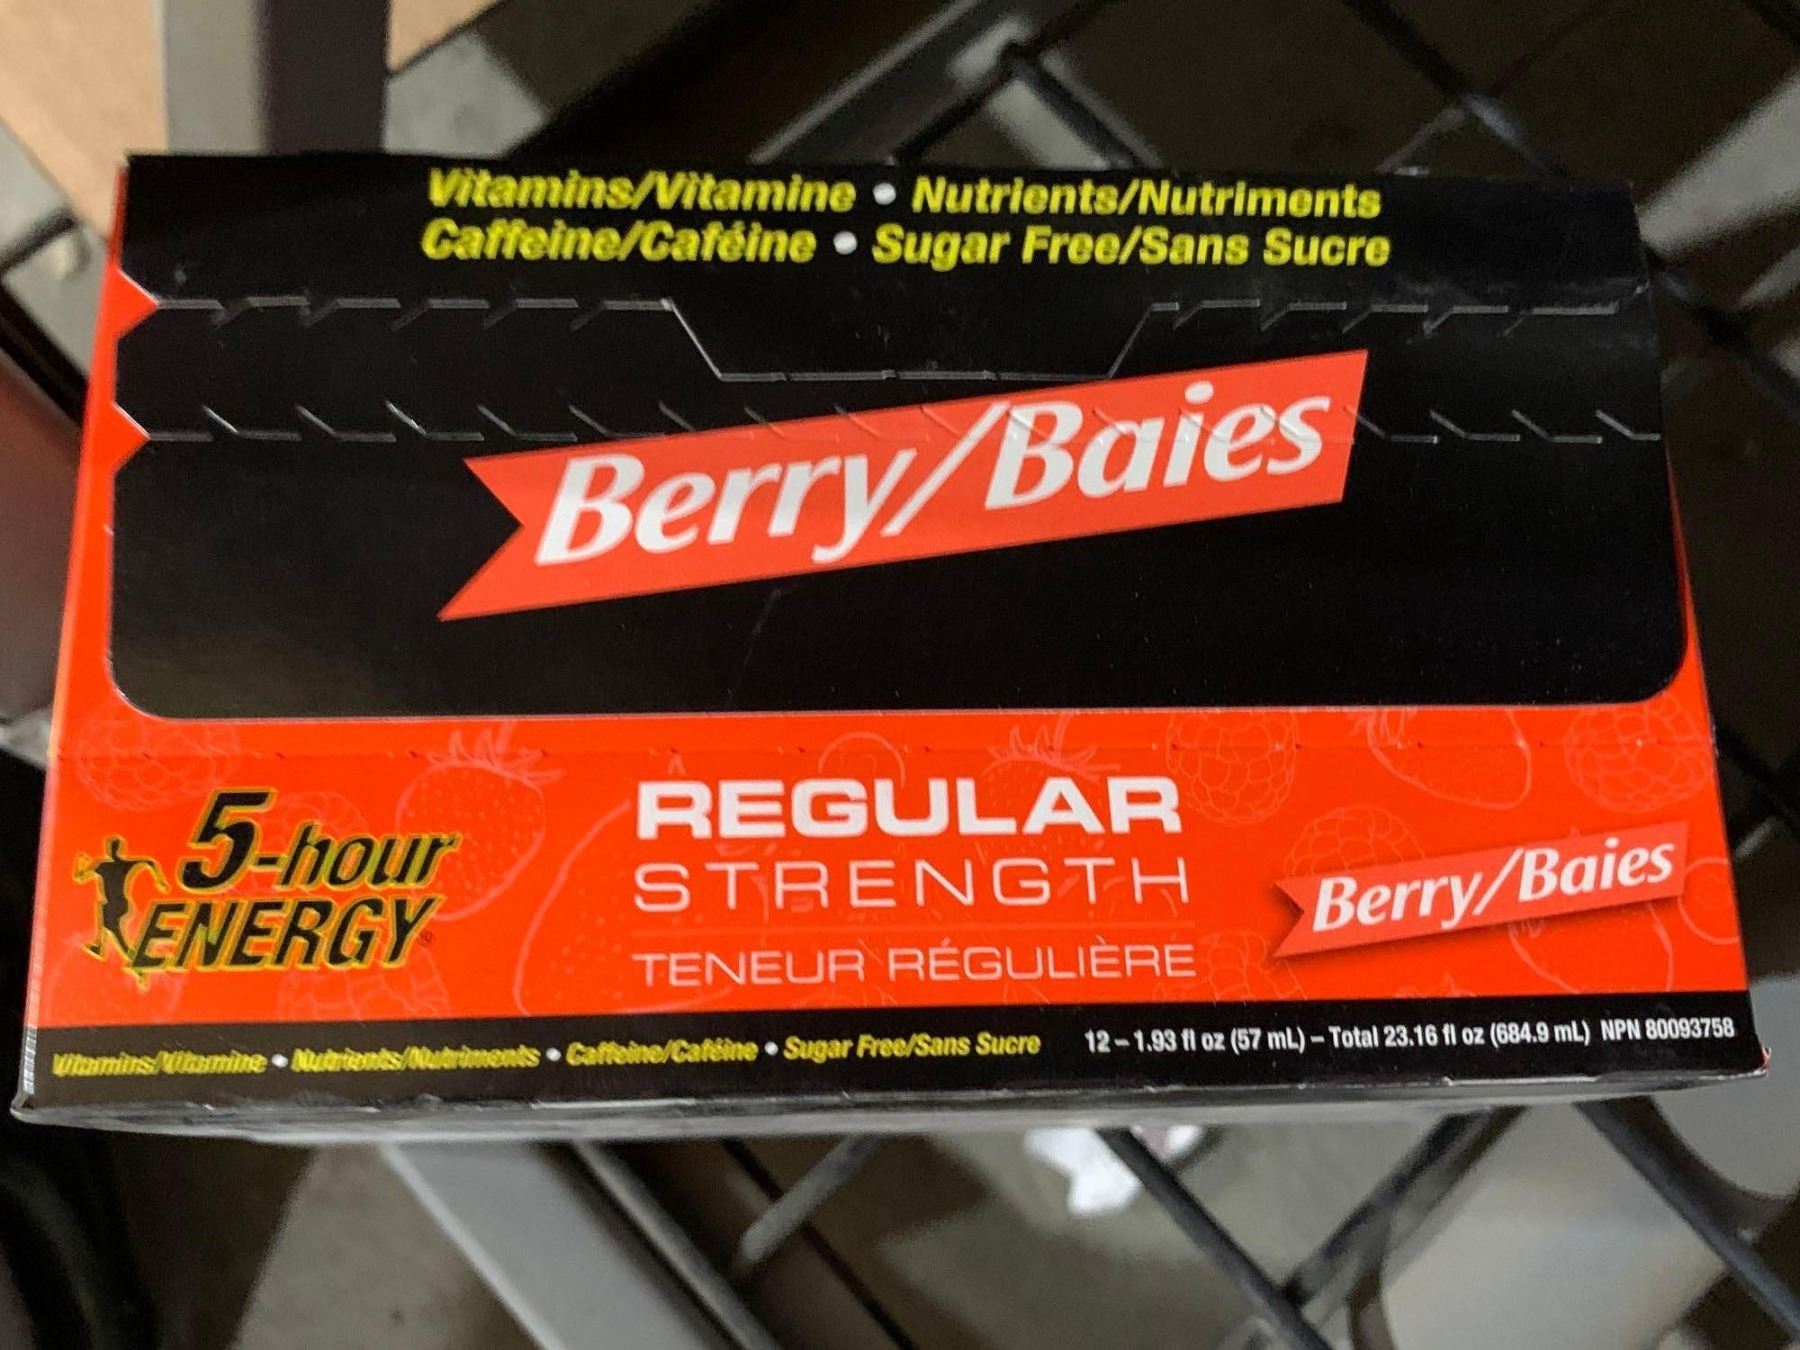 Vitamins/Vitamine • Nutrients/Nutriments
Caffeine/Caféine • Sugar Free/Sans Sucre
Berry/Baies
5-hour
ENERGY®
REGULAR
STRENGTH
TENEUR RÉGULIÈRE
Berry/Baies
Vitamins/Vitamine • Nutrients/Nutriments • Caffeine/Caféine • Sugar Free/Sans Sucre 12 – 1.93 fl oz (57 mL) – Total 23.16 fl oz (684.9 mL) NPN 80093758